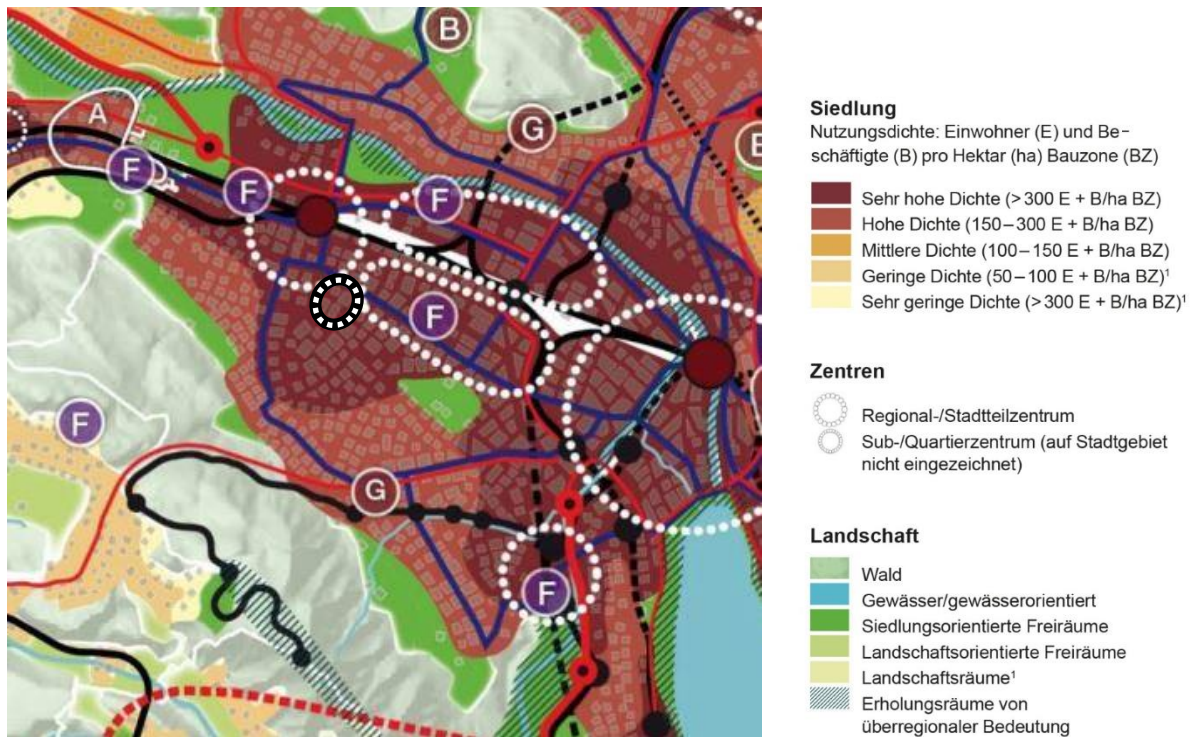 B
G
A
E
F
F
F
F
F
G
F
Siedlung
Nutzungsdichte: Einwohner (E) und Be-
schäftigte (B) pro Hektar (ha) Bauzone (BZ)
Sehr hohe Dichte (> 300 E + B/ha BZ)
Hohe Dichte (150 – 300 E + B/ha BZ)
Mittlere Dichte (100 – 150 E + B/ha BZ)
Geringe Dichte (50 – 100 E + B/ha BZ)¹
Sehr geringe Dichte (> 300 E + B/ha BZ)¹
Zentren
Regional-/Stadtteilzentrum
Sub-/Quartierzentrum (auf Stadtgebiet
nicht eingezeichnet)
Landschaft
Wald
Gewässer/gewässerorientiert
Siedlungsorientierte Freiräume
Landschaftsorientierte Freiräume
Landschaftsräume¹
Erholungsräume von
überregionaler Bedeutung